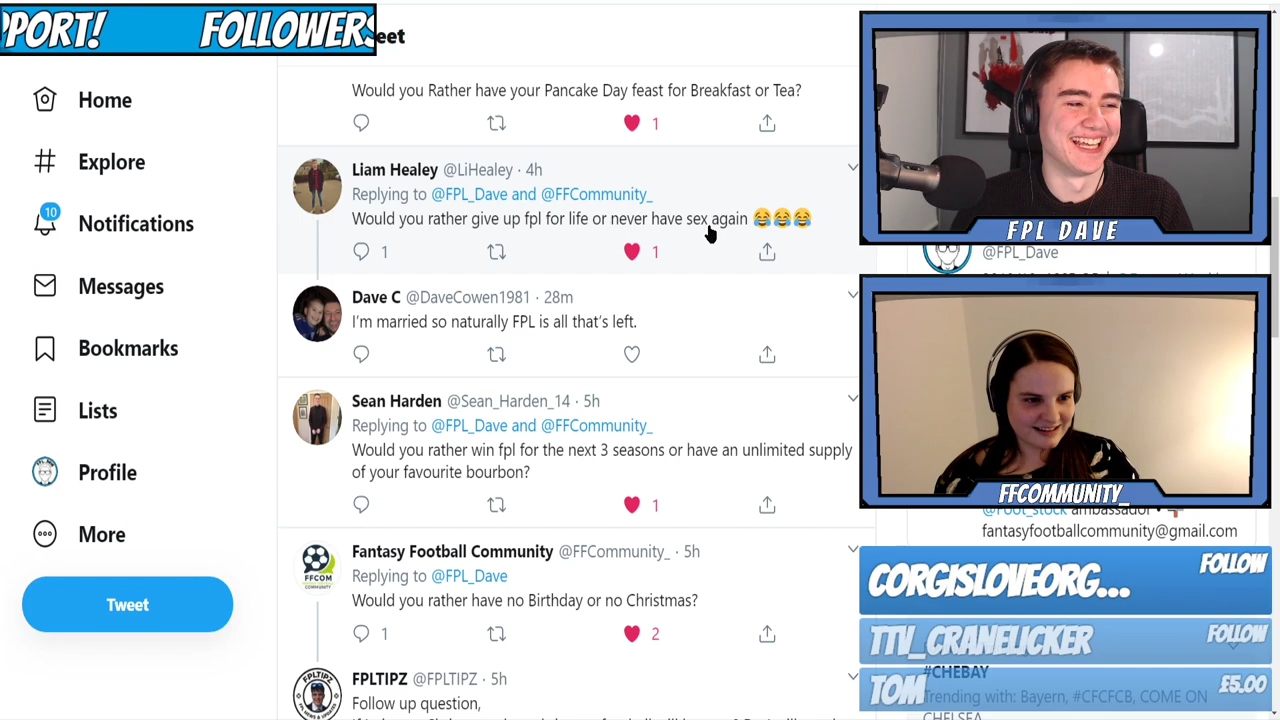 PORT! FOLLOWERS
eet
Home
Explore
10
Notifications
Messages
Bookmarks
Lists
Profile
More
Tweet
Would you Rather have your Pancake Day feast for Breakfast or Tea?
1
Liam Healey @LiHealey · 4h
Replying to @FPL_Dave and @FFCommunity_
Would you rather give up fpl for life or never have sex again 😂😂😂
1 1
Dave C @DaveCowen1981 · 28m
I'm married so naturally FPL is all that's left.
Sean Harden @Sean_Harden_14 · 5h
Replying to @FPL_Dave and @FFCommunity_
Would you rather win fpl for the next 3 seasons or have an unlimited supply
of your favourite bourbon?
1
FFCOM
COMMUNITY
Fantasy Football Community @FFCommunity_ · 5h
Replying to @FPL_Dave
Would you rather have no Birthday or no Christmas?
1 2
FPLTIPZ
FPLTIPZ @FPLTIPZ · 5h
Follow up question,
FPL DAVE
@FPL_Dave
FFCOMMUNITY_
@Foot_stock ambassador •
fantasyfootballcommunity@gmail.com
CORGISLOVEORG... FOLLOW
TTV_CRANELICKER FOLLOW
#CHEBAY
TOM £5.00
Trending with: Bayern, #CFCFCB, COME ON
CHELSEA